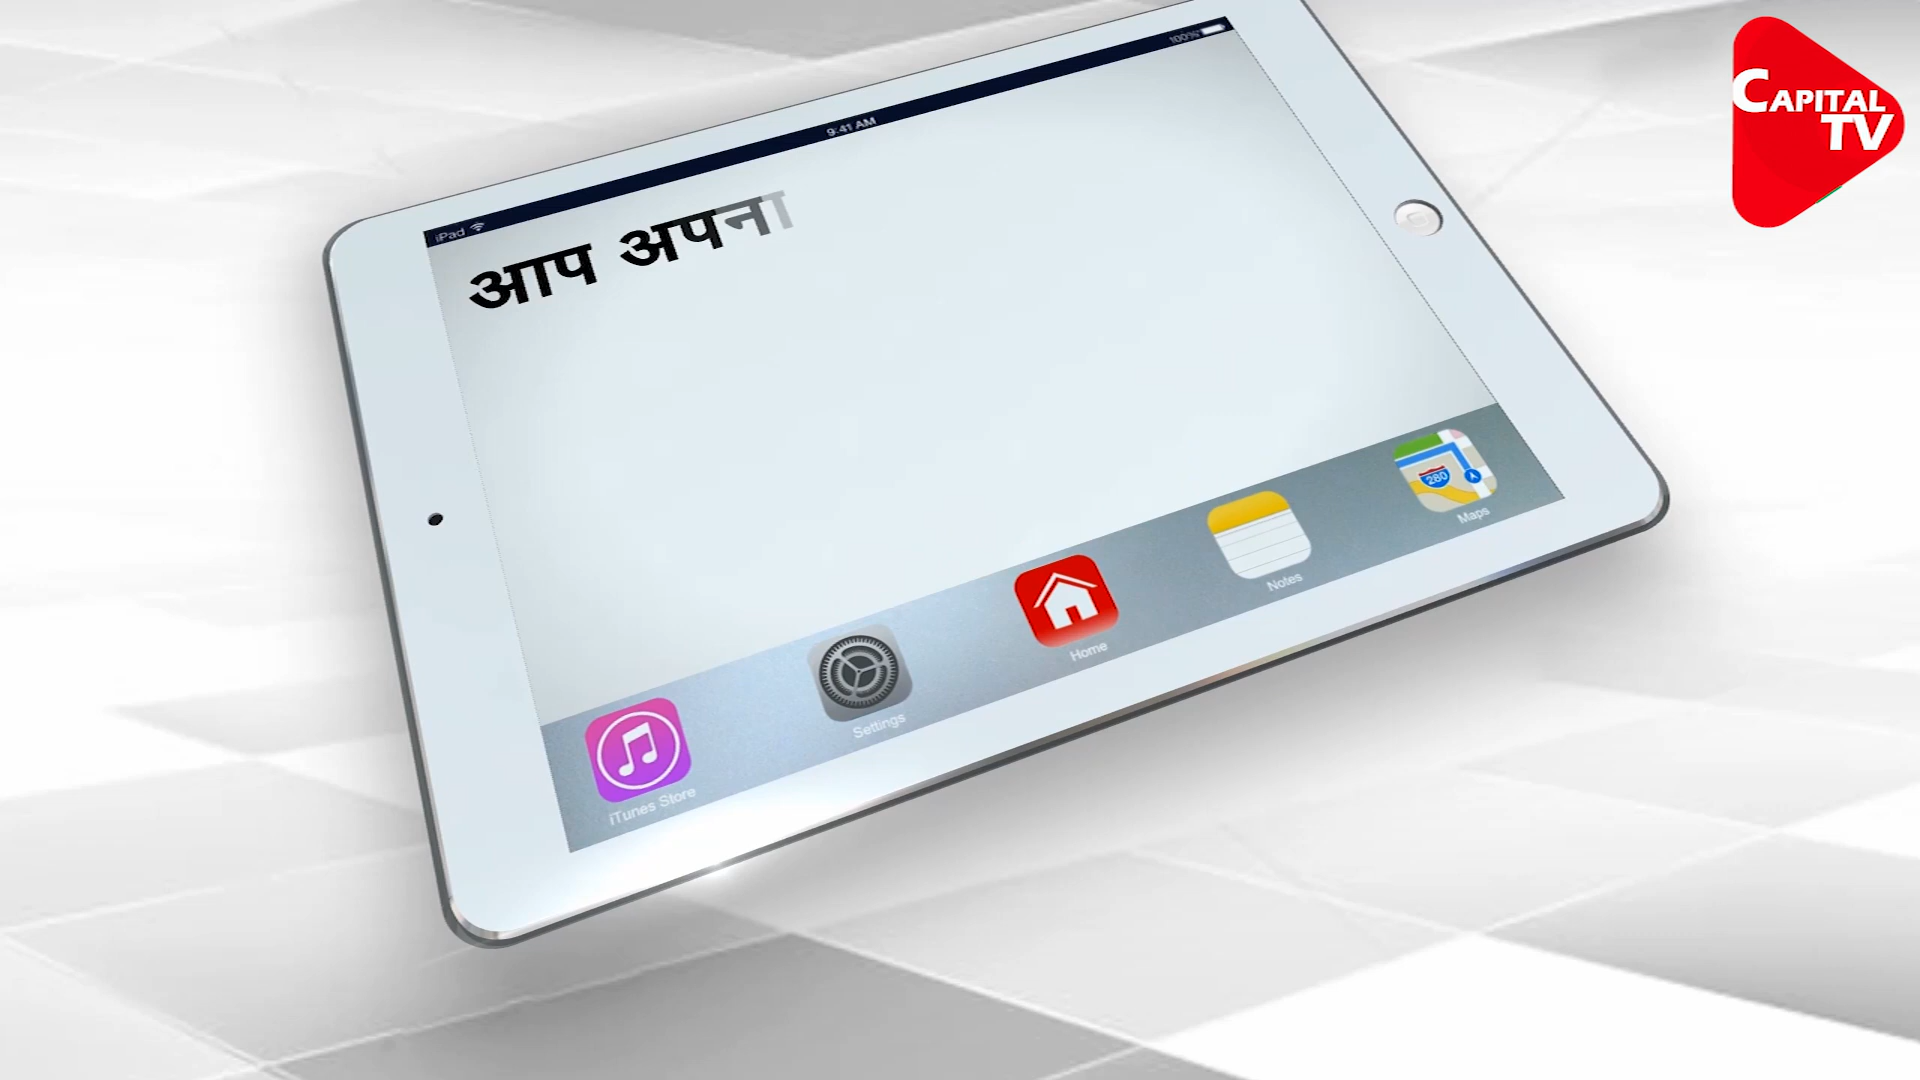 CAPITAL
TV
iPad
9:41 AM
100%
आप अपना
280
iTunes Store
Settings
Home
Notes
Maps